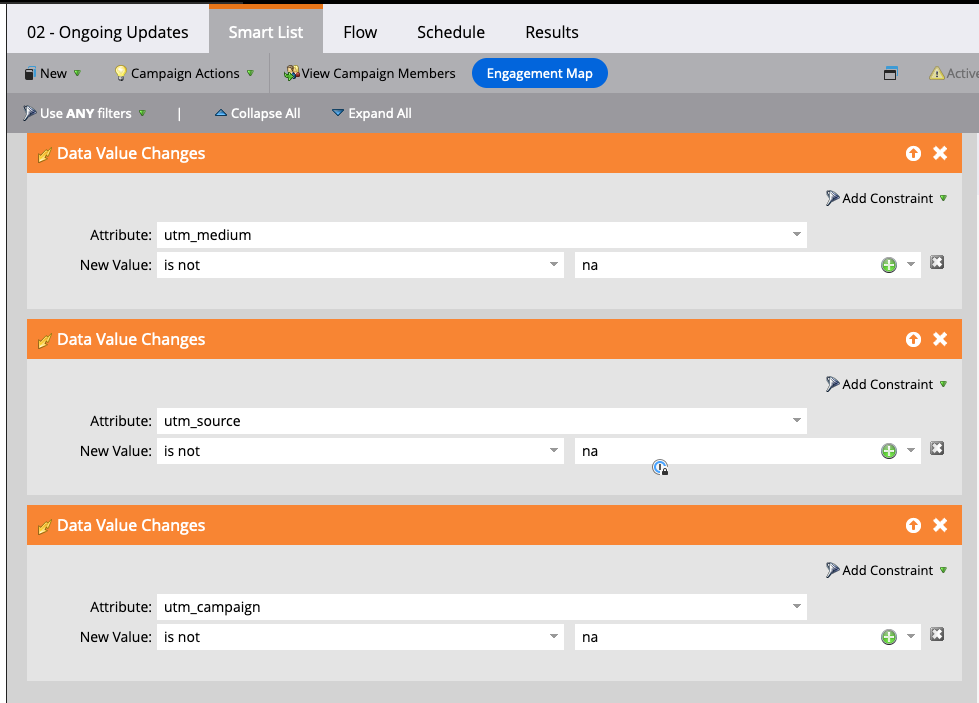 02 - Ongoing Updates Smart List Flow Schedule Results
New Campaign Actions View Campaign Members Engagement Map Active
Use ANY filters | Collapse All Expand All
Data Value Changes
Add Constraint
Attribute: utm_medium
New Value: is not na
Data Value Changes
Add Constraint
Attribute: utm_source
New Value: is not na
Data Value Changes
Add Constraint
Attribute: utm_campaign
New Value: is not na